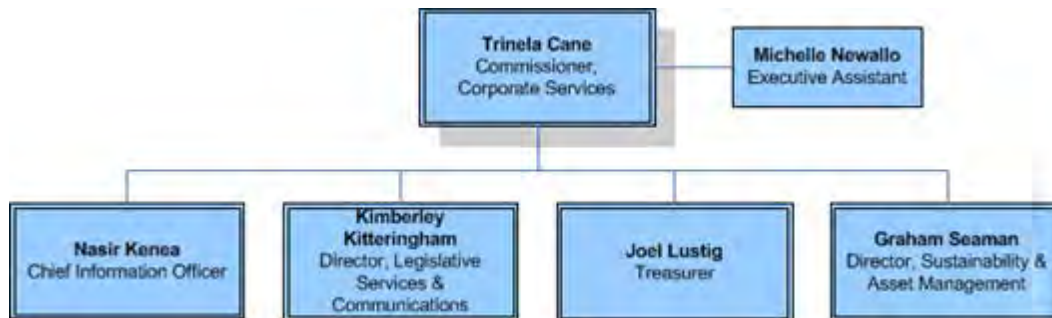 Trinela Cane
Commissioner,
Corporate Services
Michelle Newallo
Executive Assistant
Nasir Kenea
Chief Information Officer
Kimberley
Kitteringham
Director, Legislative
Services &
Communications
Joel Lustig
Treasurer
Graham Seaman
Director, Sustainability &
Asset Management